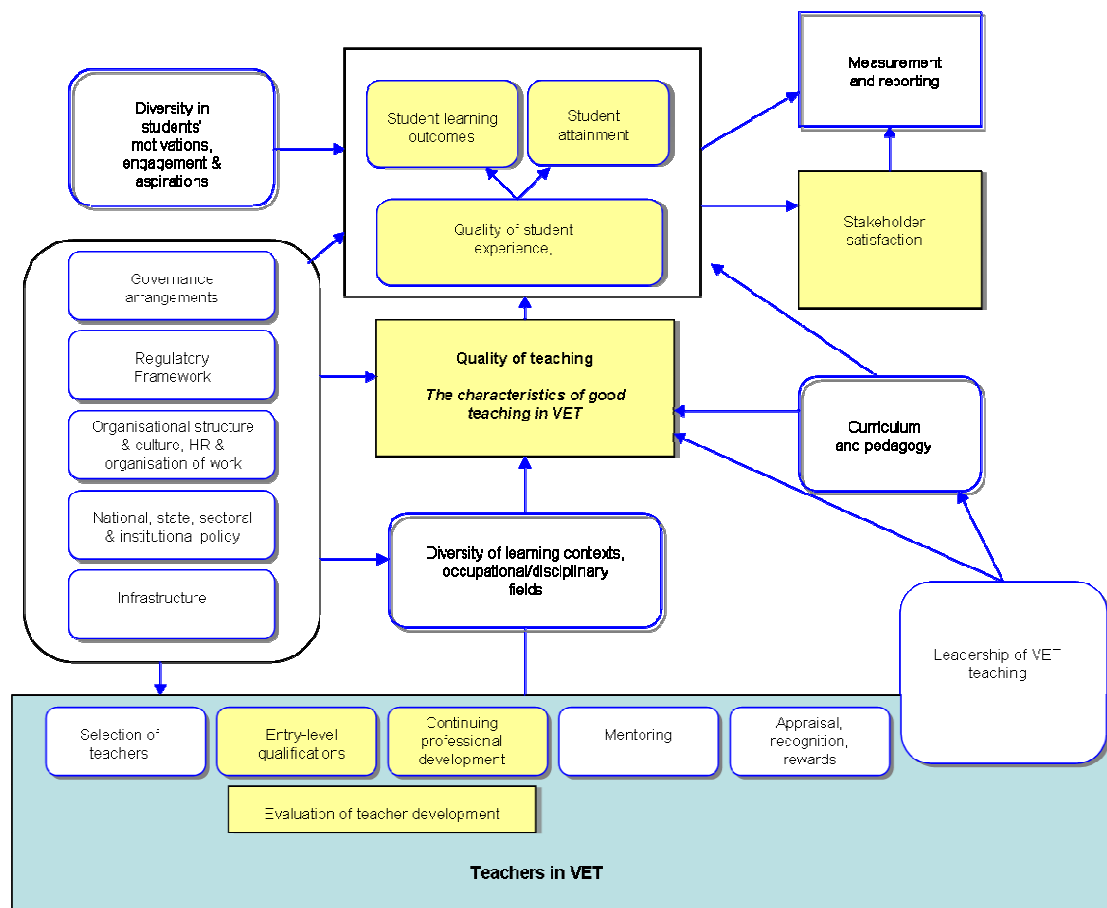 Measurement
and reporting
Diversity in
students'
motivations,
engagement &
aspirations
Student learning
outcomes
Student
attainment
Quality of student
experience,
Stakeholder
satisfaction
Governance
arrangements
Regulatory
Framework
Organisational structure
& culture, HR &
organisation of work
National, state, sectoral
& institutional policy
Infrastructure
Quality of teaching
The characteristics of good
teaching in VET
Curriculum
and pedagogy
Diversity of learning contexts,
occupational/disciplinary
fields
Leadership of VET
teaching
Selection of
teachers
Entry-level
qualifications
Continuing
professional
development
Mentoring
Appraisal,
recognition,
rewards
Evaluation of teacher development
Teachers in VET